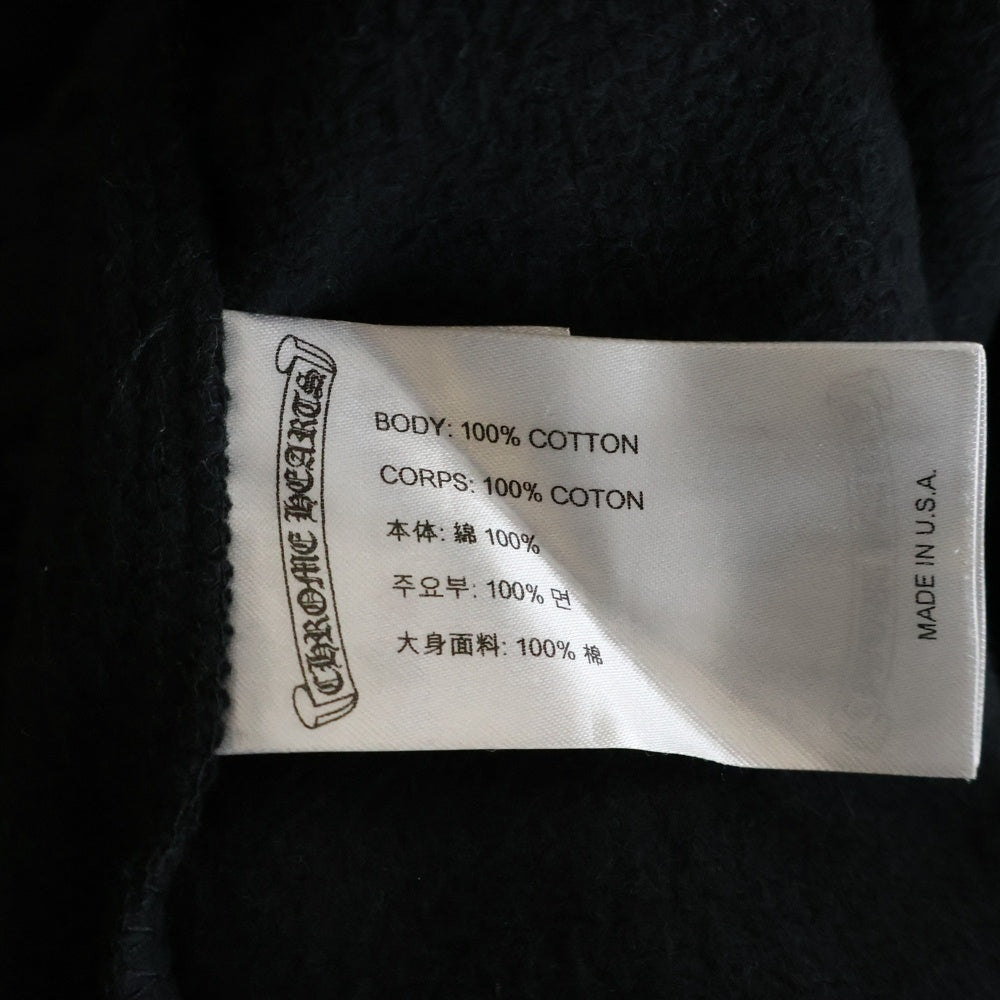 CHROME HEARTS
BODY: 100% COTTON
CORPS: 100% COTON
本体: 綿 100%
주요부: 100% 면
大身面料: 100% 棉
MADE IN U.S.A.